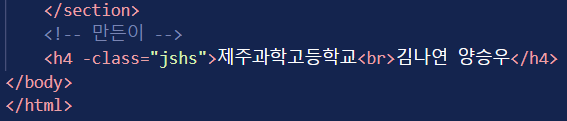 </section>
<!-- 만든이 -->
<h4 -class="jshs">제주과학고등학교<br>김나연 양승우</h4>
</body>
</html>